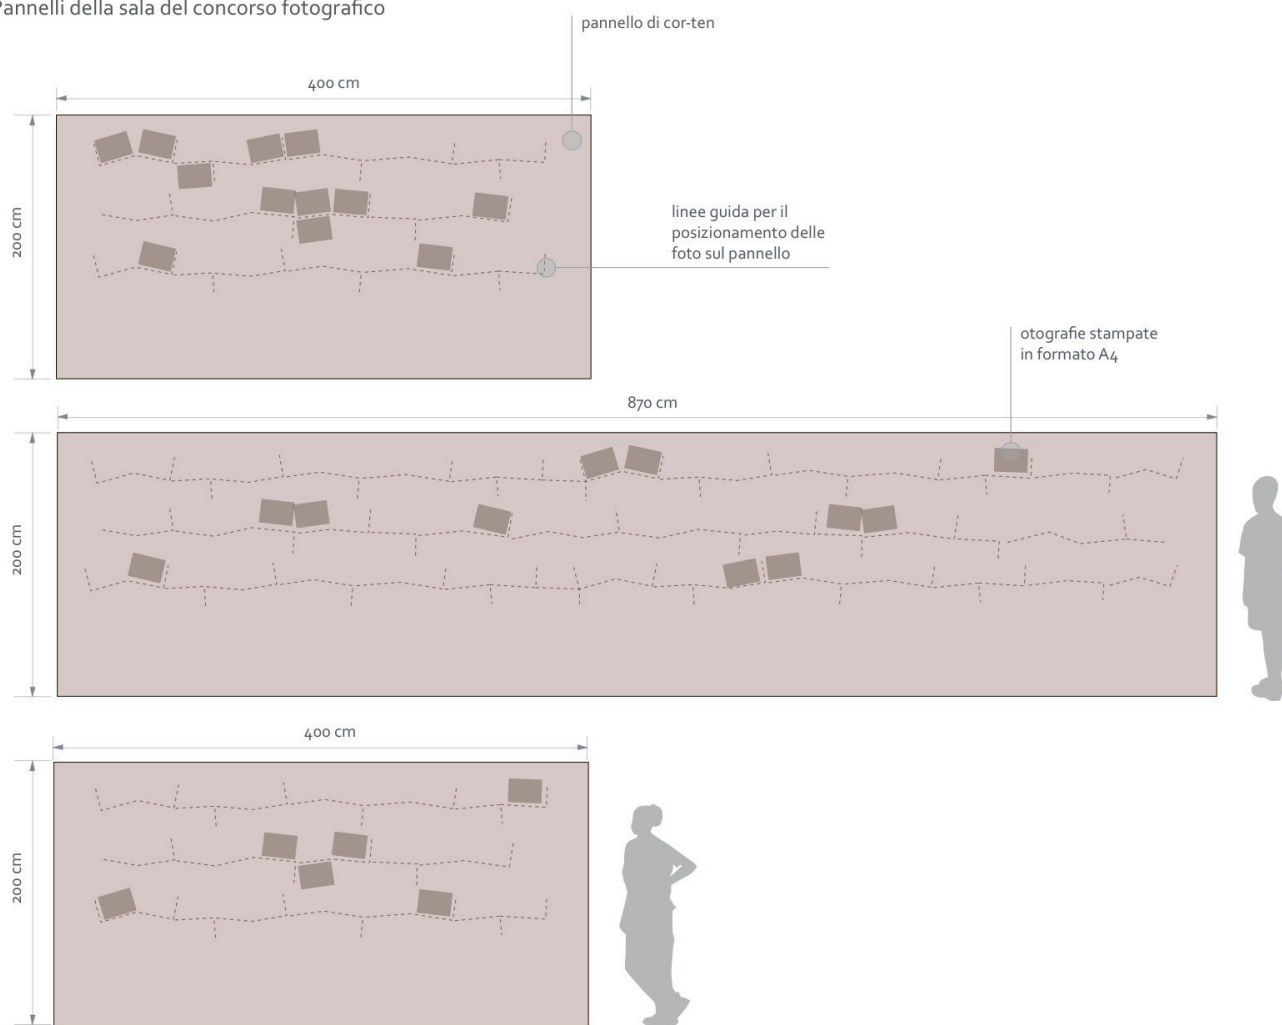 Pannelli della sala del concorso fotografico
pannello di cor-ten
400 cm
200 cm
linee guida per il
posizionamento delle
foto sul pannello
otografie stampate
in formato A4
870 cm
200 cm
400 cm
200 cm